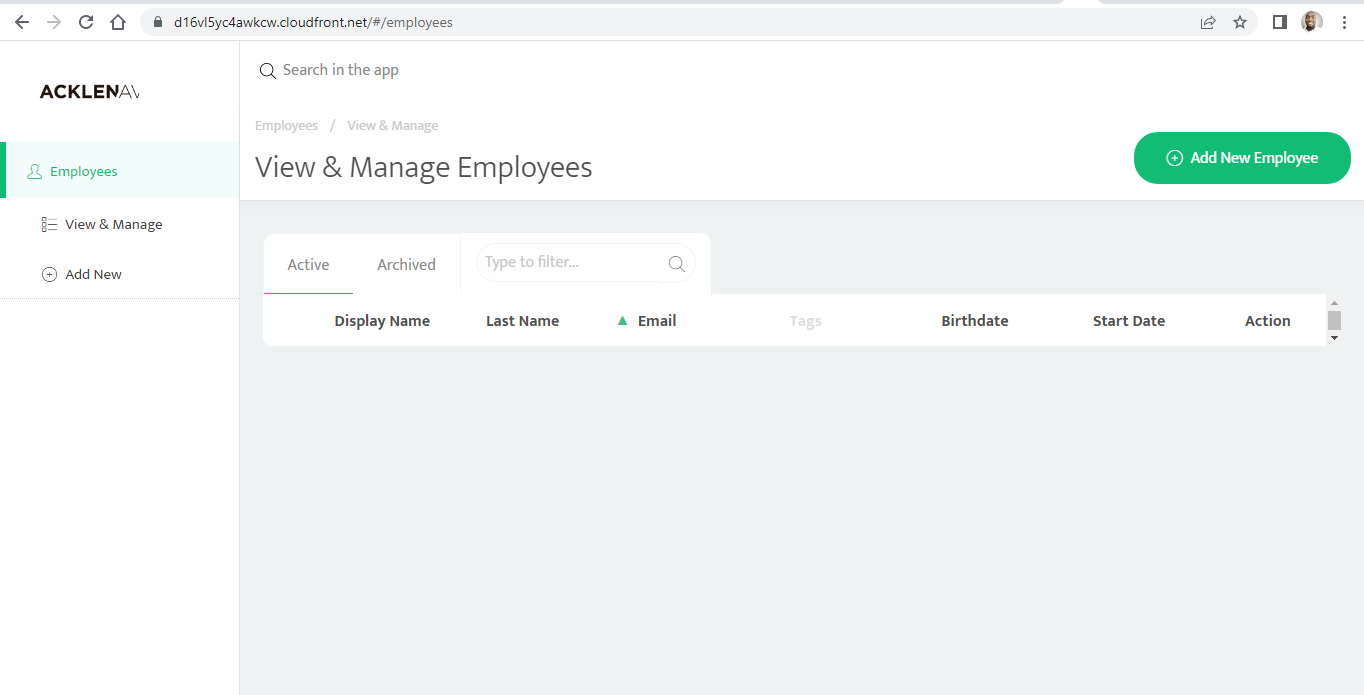 d16vl5yc4awkcw.cloudfront.net/#/employees
ACKLENAV
Search in the app
Employees / View & Manage
View & Manage Employees
Add New Employee
Employees
View & Manage
Add New
Active Archived Type to filter...
Display Name Last Name Email Tags Birthdate Start Date Action